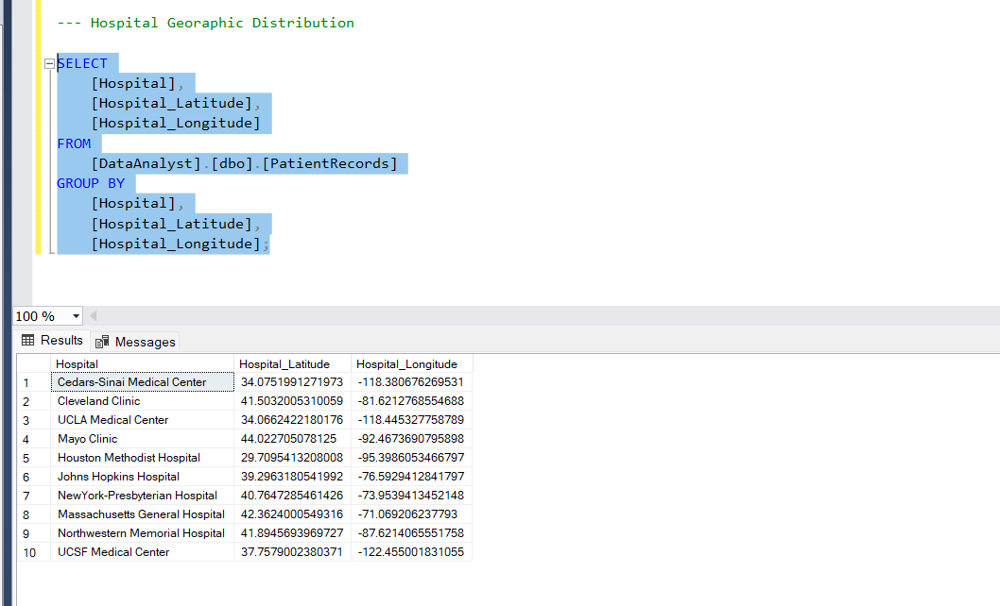 --- Hospital Georaphic Distribution
SELECT
[Hospital],
[Hospital_Latitude],
[Hospital_Longitude]
FROM
[DataAnalyst].[dbo].[PatientRecords]
GROUP BY
[Hospital],
[Hospital_Latitude],
[Hospital_Longitude];
100 %
Results Messages
Hospital Hospital_Latitude Hospital_Longitude
1 Cedars-Sinai Medical Center 34.0751991271973 -118.380676269531
2 Cleveland Clinic 41.5032005310059 -81.6212768554688
3 UCLA Medical Center 34.0662422180176 -118.445327758789
4 Mayo Clinic 44.022705078125 -92.4673690795898
5 Houston Methodist Hospital 29.7095413208008 -95.3986053466797
6 Johns Hopkins Hospital 39.2963180541992 -76.5929412841797
7 NewYork-Presbyterian Hospital 40.7647285461426 -73.9539413452148
8 Massachusetts General Hospital 42.3624000549316 -71.069206237793
9 Northwestern Memorial Hospital 41.8945693969727 -87.6214065551758
10 UCSF Medical Center 37.7579002380371 -122.455001831055